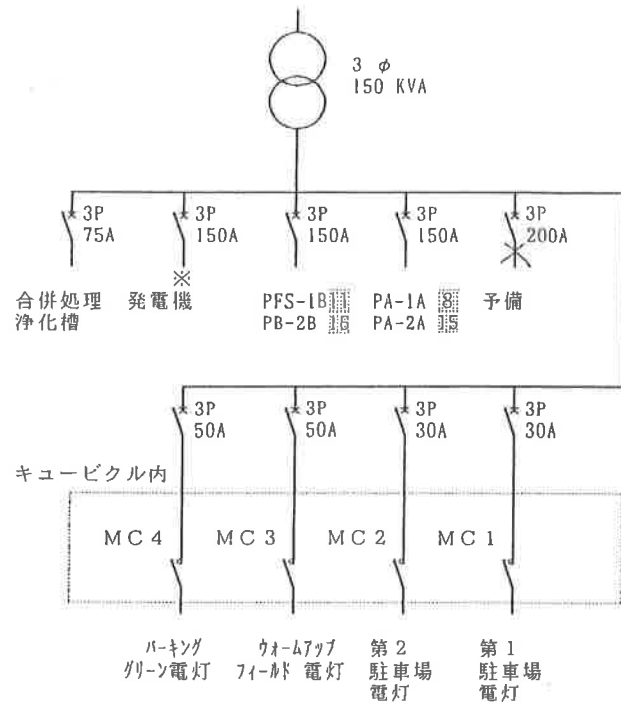 3 φ
150 KVA
3P 3P 3P 3P 3P
75A 150A 150A 150A 200A
※
合併処理 発電機 PFS-1B 11 PA-1A 8 予備
浄化槽 PB-2B 16 PA-2A 15
3P 3P 3P 3P
50A 50A 30A 30A
キュービクル内
MC4 MC3 MC2 MC1
パーキング ウォームアップ 第2 第1
グリーン電灯 フィールド 電灯 駐車場 駐車場
電灯 電灯